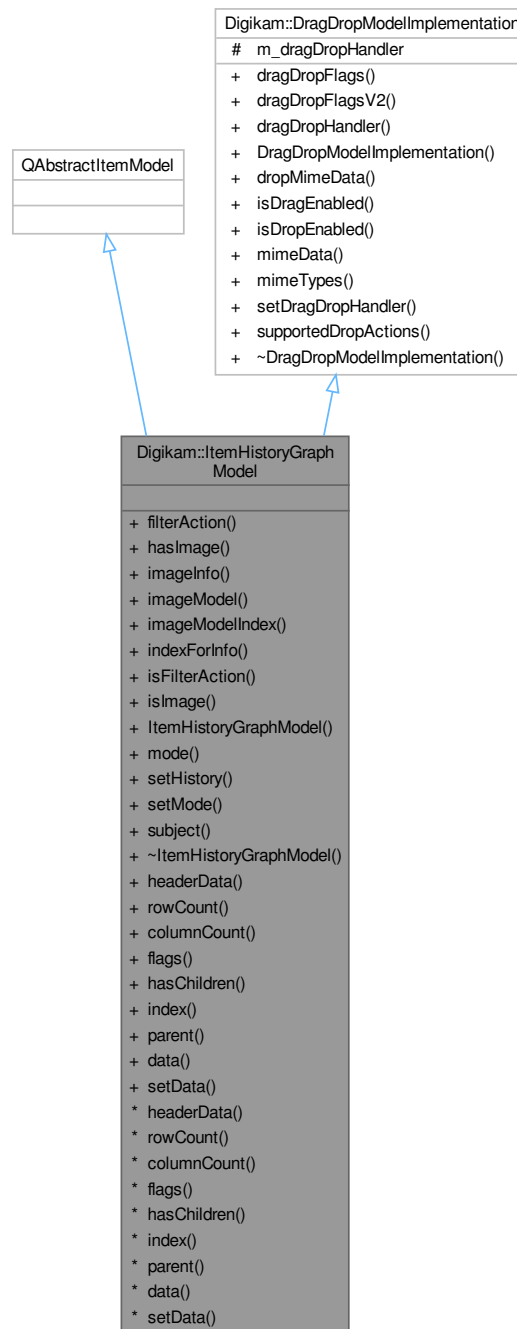 Digikam::DragDropModelImplementation
# m_dragDropHandler
+ dragDropFlags()
+ dragDropFlagsV2()
+ dragDropHandler()
+ DragDropModelImplementation()
+ dropMimeData()
+ isDragEnabled()
+ isDropEnabled()
+ mimeData()
+ mimeTypes()
+ setDragDropHandler()
+ supportedDropActions()
+ ~DragDropModelImplementation()
QAbstractItemModel
Digikam::ItemHistoryGraph
Model
+ filterAction()
+ hasImage()
+ imageInfo()
+ imageModel()
+ imageModelIndex()
+ indexForInfo()
+ isFilterAction()
+ isImage()
+ ItemHistoryGraphModel()
+ mode()
+ setHistory()
+ setMode()
+ subject()
+ ~ItemHistoryGraphModel()
+ headerData()
+ rowCount()
+ columnCount()
+ flags()
+ hasChildren()
+ index()
+ parent()
+ data()
+ setData()
* headerData()
* rowCount()
* columnCount()
* flags()
* hasChildren()
* index()
* parent()
* data()
* setData()